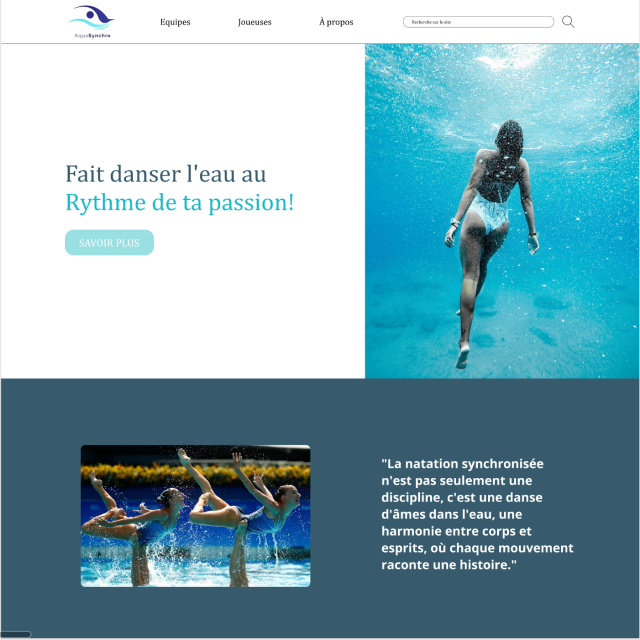 AquaSynchro
Equipes
Joueuses
À propos
Recherche sur le site
Fait danser l'eau au
Rythme de ta passion!
SAVOIR PLUS
"La natation synchronisée
n'est pas seulement une
discipline, c'est une danse
d'âmes dans l'eau, une
harmonie entre corps et
esprits, où chaque mouvement
raconte une histoire."